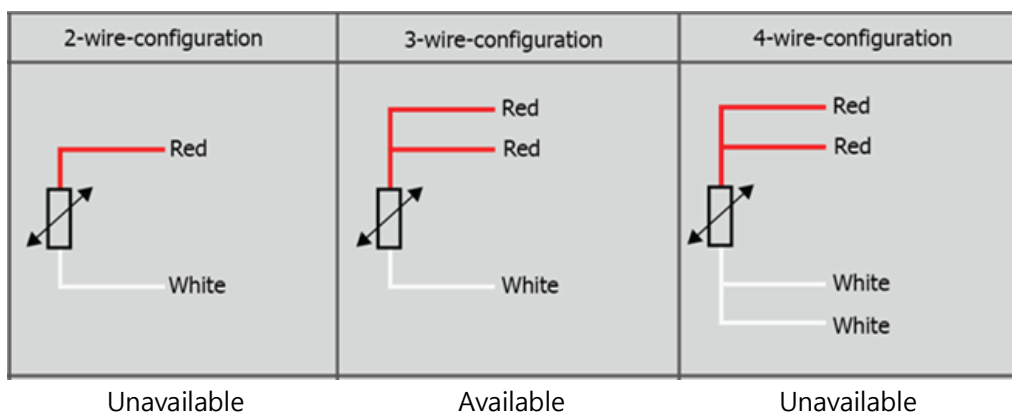 2-wire-configuration
3-wire-configuration
4-wire-configuration
Red
White
Red
Red
White
Red
Red
White
White
Unavailable
Available
Unavailable